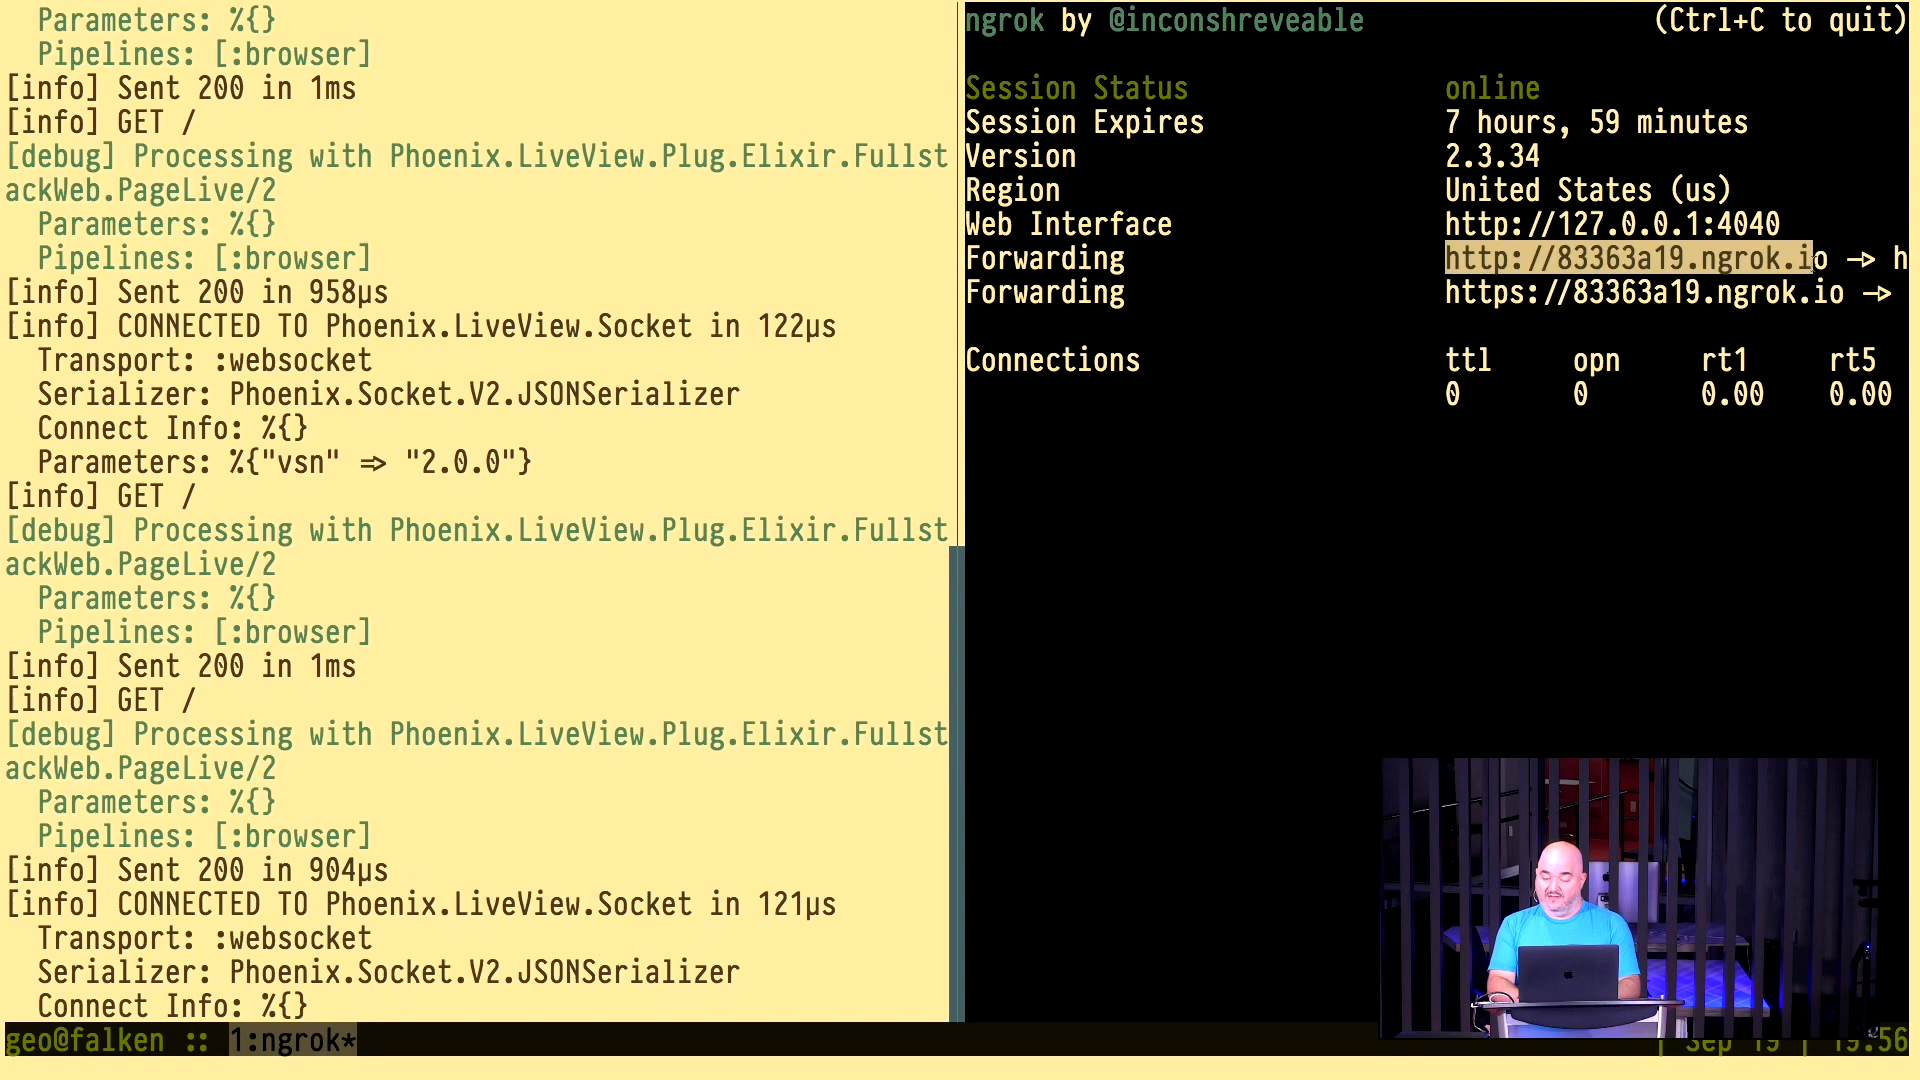 Parameters: %{}
Pipelines: [:browser]
[info] Sent 200 in 1ms
[info] GET /
[debug] Processing with Phoenix.LiveView.Plug.Elixir.Fullst
ackWeb.PageLive/2
Parameters: %{}
Pipelines: [:browser]
[info] Sent 200 in 958µs
[info] CONNECTED TO Phoenix.LiveView.Socket in 122µs
Transport: :websocket
Serializer: Phoenix.Socket.V2.JSONSerializer
Connect Info: %{}
Parameters: %{"vsn" => "2.0.0"}
[info] GET /
[debug] Processing with Phoenix.LiveView.Plug.Elixir.Fullst
ackWeb.PageLive/2
Parameters: %{}
Pipelines: [:browser]
[info] Sent 200 in 1ms
[info] GET /
[debug] Processing with Phoenix.LiveView.Plug.Elixir.Fullst
ackWeb.PageLive/2
Parameters: %{}
Pipelines: [:browser]
[info] Sent 200 in 904µs
[info] CONNECTED TO Phoenix.LiveView.Socket in 121µs
Transport: :websocket
Serializer: Phoenix.Socket.V2.JSONSerializer
Connect Info: %{}
ngrok by @inconshreveable (Ctrl+C to quit)
Session Status online
Session Expires 7 hours, 59 minutes
Version 2.3.34
Region United States (us)
Web Interface http://127.0.0.1:4040
Forwarding http://83363a19.ngrok.io -> h
Forwarding https://83363a19.ngrok.io ->
Connections ttl opn rt1 rt5
0 0 0.00 0.00
geo@falken :: 1:ngrok* | Sep 19 | 19:56